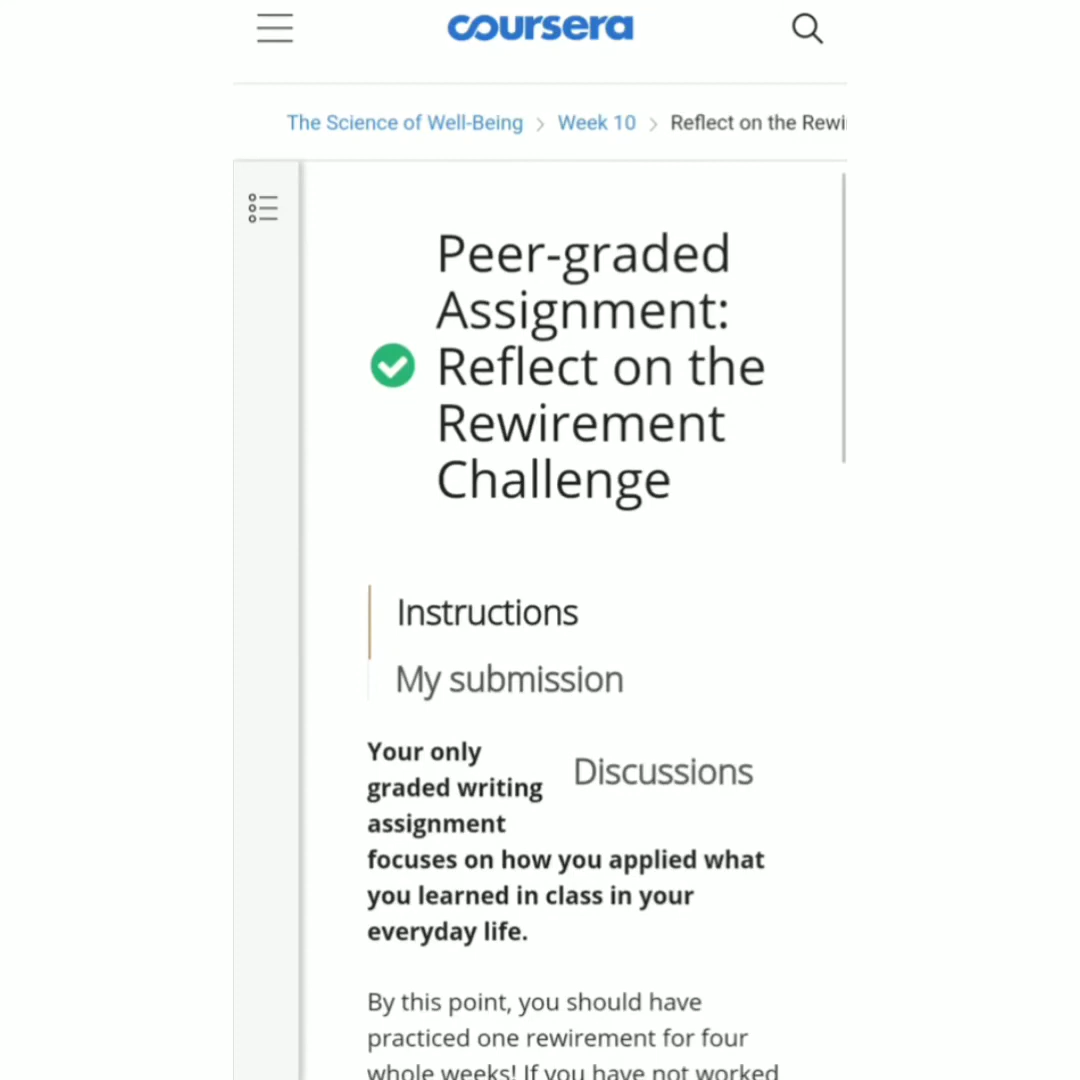 coursera
The Science of Well-Being > Week 10 > Reflect on the Rewi
Peer-graded
Assignment:
Reflect on the
Rewirement
Challenge
Instructions
My submission
Discussions
Your only
graded writing
assignment
focuses on how you applied what
you learned in class in your
everyday life.
By this point, you should have
practiced one rewirement for four
whole weeks! If you have not worked